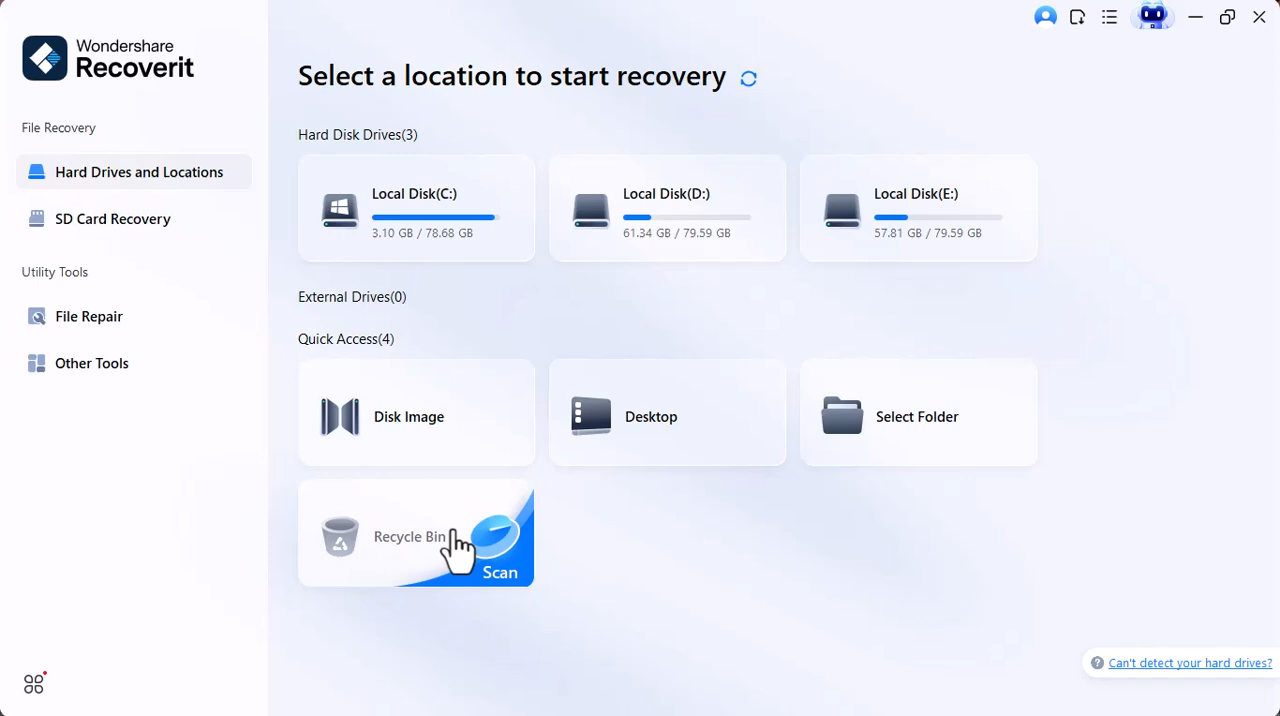 Wondershare
Recoverit
File Recovery
Hard Drives and Locations
SD Card Recovery
Utility Tools
File Repair
Other Tools
Select a location to start recovery
Hard Disk Drives(3)
Local Disk(C:)
3.10 GB / 78.68 GB
Local Disk(D:)
61.34 GB / 79.59 GB
Local Disk(E:)
57.81 GB / 79.59 GB
External Drives(0)
Quick Access(4)
Disk Image
Desktop
Select Folder
Recycle Bin
Scan
Can't detect your hard drives?